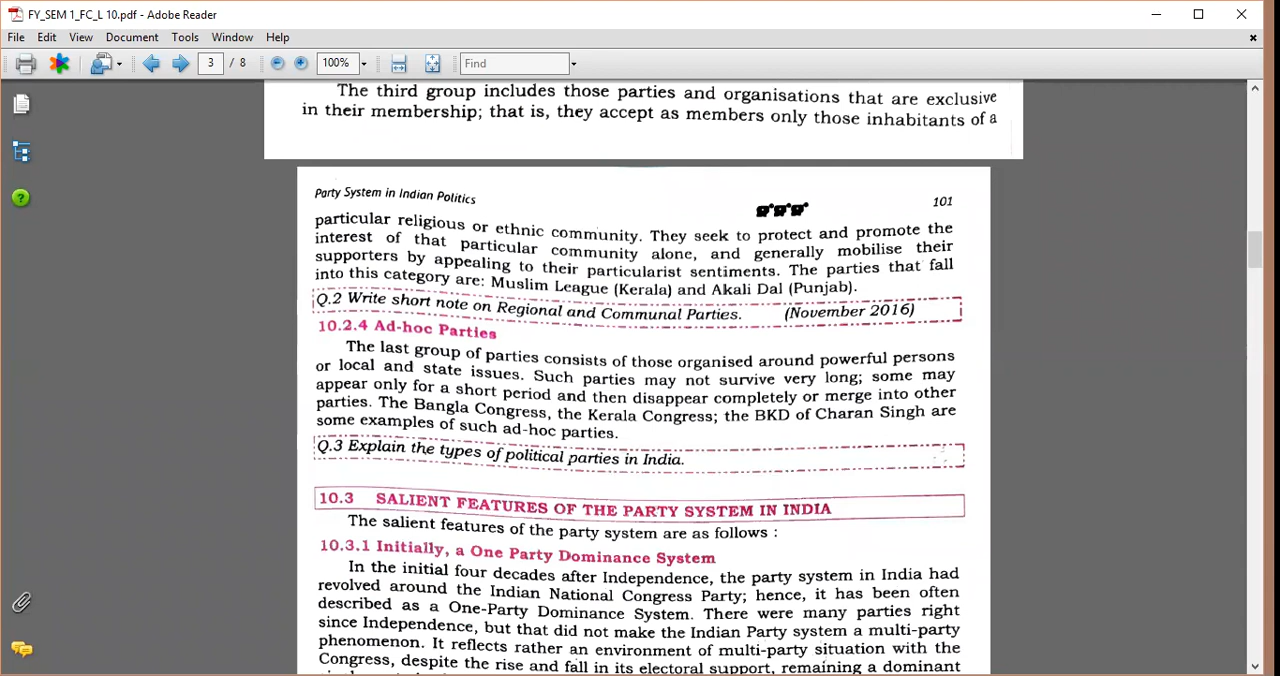 FY_SEM 1_FC_L 10.pdf - Adobe Reader
File Edit View Document Tools Window Help
3 / 8 100% Find
The third group includes those parties and organisations that are exclusive
in their membership; that is, they accept as members only those inhabitants of a
Party System in Indian Politics 101
particular religious or ethnic community. They seek to protect and promote the
interest of that particular community alone, and generally mobilise their
supporters by appealing to their particularist sentiments. The parties that fall
into this category are: Muslim League (Kerala) and Akali Dal (Punjab).
Q.2 Write short note on Regional and Communal Parties. (November 2016)
10.2.4 Ad-hoc Parties
The last group of parties consists of those organised around powerful persons
or local and state issues. Such parties may not survive very long; some may
appear only for a short period and then disappear completely or merge into other
parties. The Bangla Congress, the Kerala Congress; the BKD of Charan Singh are
some examples of such ad-hoc parties.
Q.3 Explain the types of political parties in India.
10.3 SALIENT FEATURES OF THE PARTY SYSTEM IN INDIA
The salient features of the party system are as follows :
10.3.1 Initially, a One Party Dominance System
In the initial four decades after Independence, the party system in India had
revolved around the Indian National Congress Party; hence, it has been often
described as a One-Party Dominance System. There were many parties right
since Independence, but that did not make the Indian Party system a multi-party
phenomenon. It reflects rather an environment of multi-party situation with the
Congress, despite the rise and fall in its electoral support, remaining a dominant